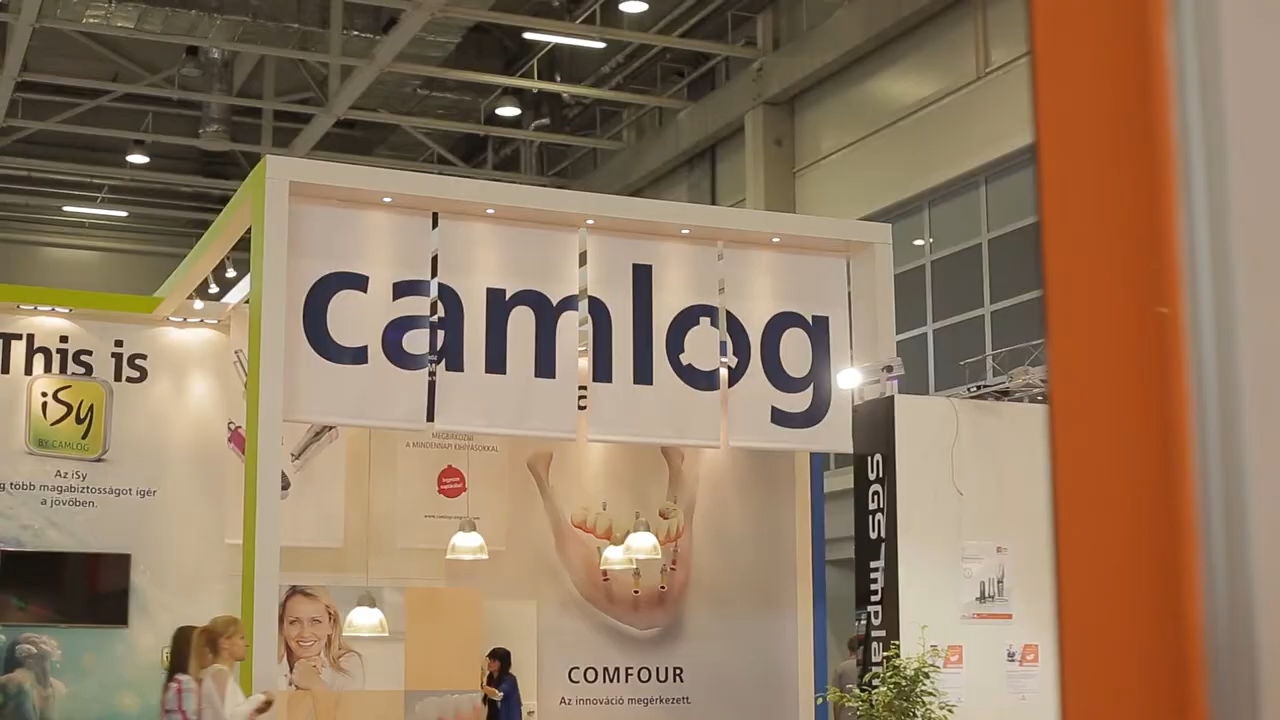 camlog
This is
iSy
BY CAMLOG
Az iSy
g több magabiztosságot ígér
a jövőben.
MEGBIRKÓZNI
A MINDENNAPI KIHÍVÁSOKKAL
COMFOUR
Az innováció megérkezett.
SGS Implan